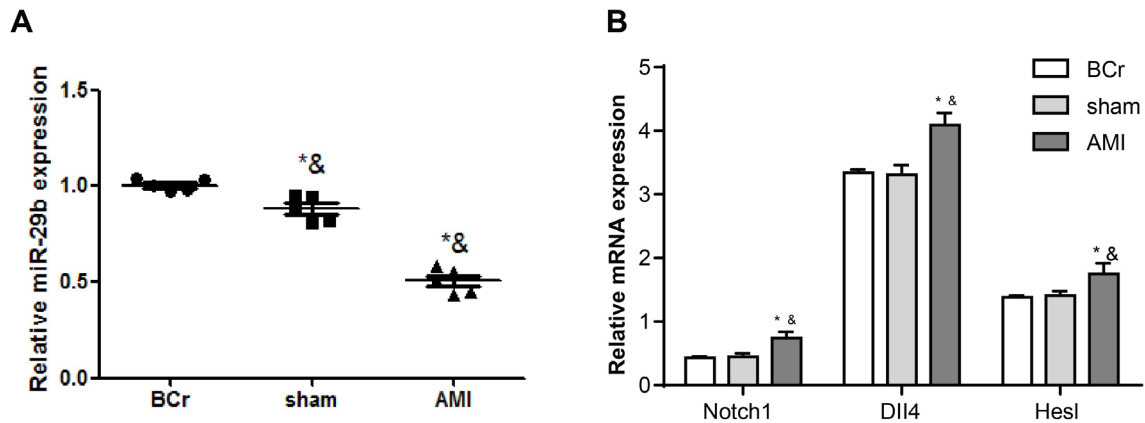 A
Relative miR-29b expression
1.5
1.0
0.5
0.0
*&
*&
BCr
sham
AMI
B
Relative mRNA expression
5
4
3
2
1
0
* &
* &
* &
Notch1
Dll4
Hesl
BCr
sham
AMI